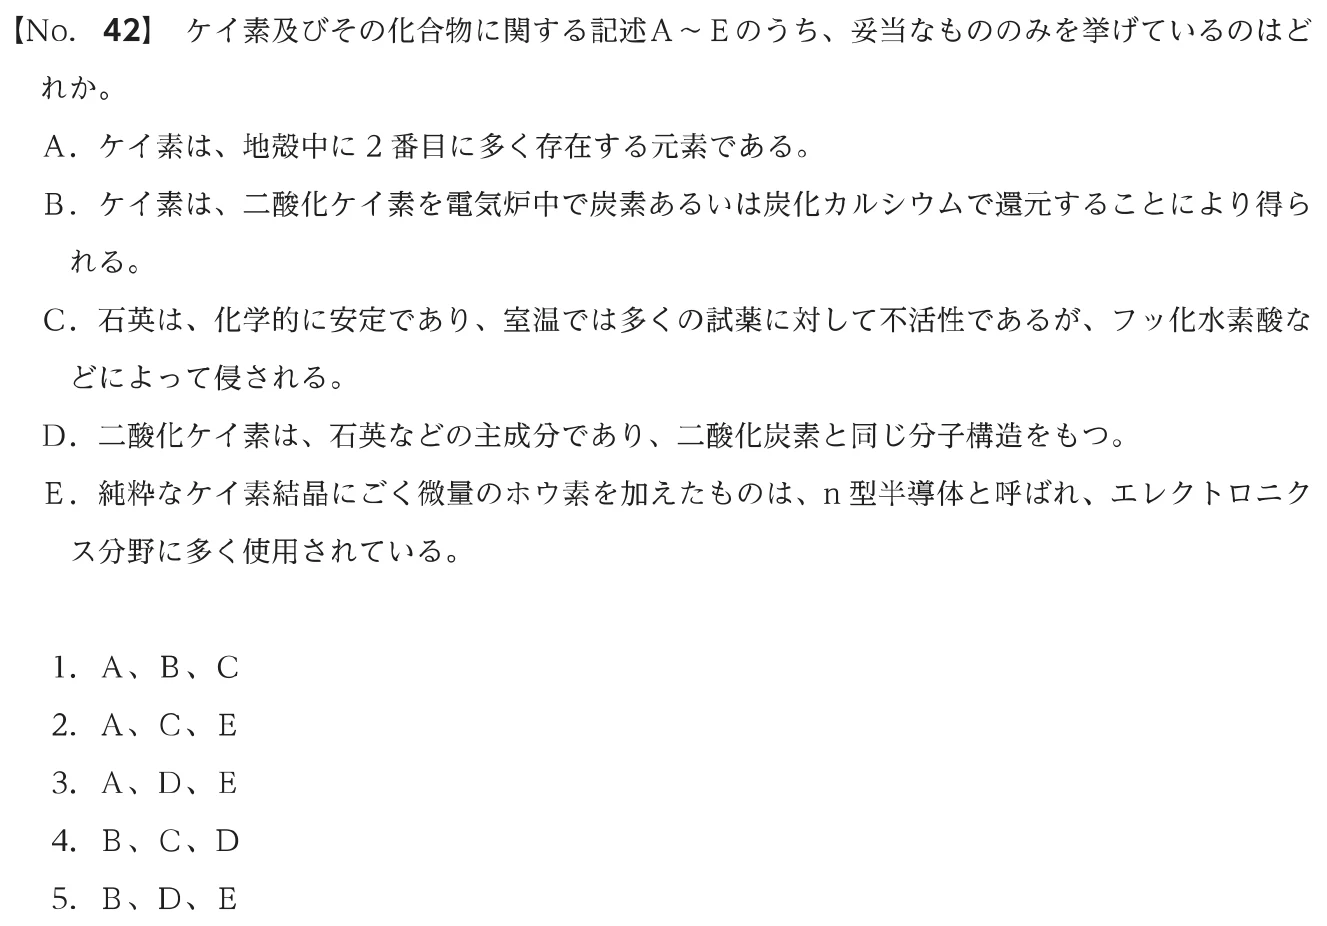 【No. 42】 ケイ素及びその化合物に関する記述A～Eのうち、妥当なもののみを挙げているのはど
れか。
A．ケイ素は、地殻中に2番目に多く存在する元素である。
B．ケイ素は、二酸化ケイ素を電気炉中で炭素あるいは炭化カルシウムで還元することにより得ら
れる。
C．石英は、化学的に安定であり、室温では多くの試薬に対して不活性であるが、フッ化水素酸な
どによって侵される。
D．二酸化ケイ素は、石英などの主成分であり、二酸化炭素と同じ分子構造をもつ。
E．純粋なケイ素結晶にごく微量のホウ素を加えたものは、n型半導体と呼ばれ、エレクトロニク
ス分野に多く使用されている。
1．A、B、C
2．A、C、E
3．A、D、E
4．B、C、D
5．B、D、E